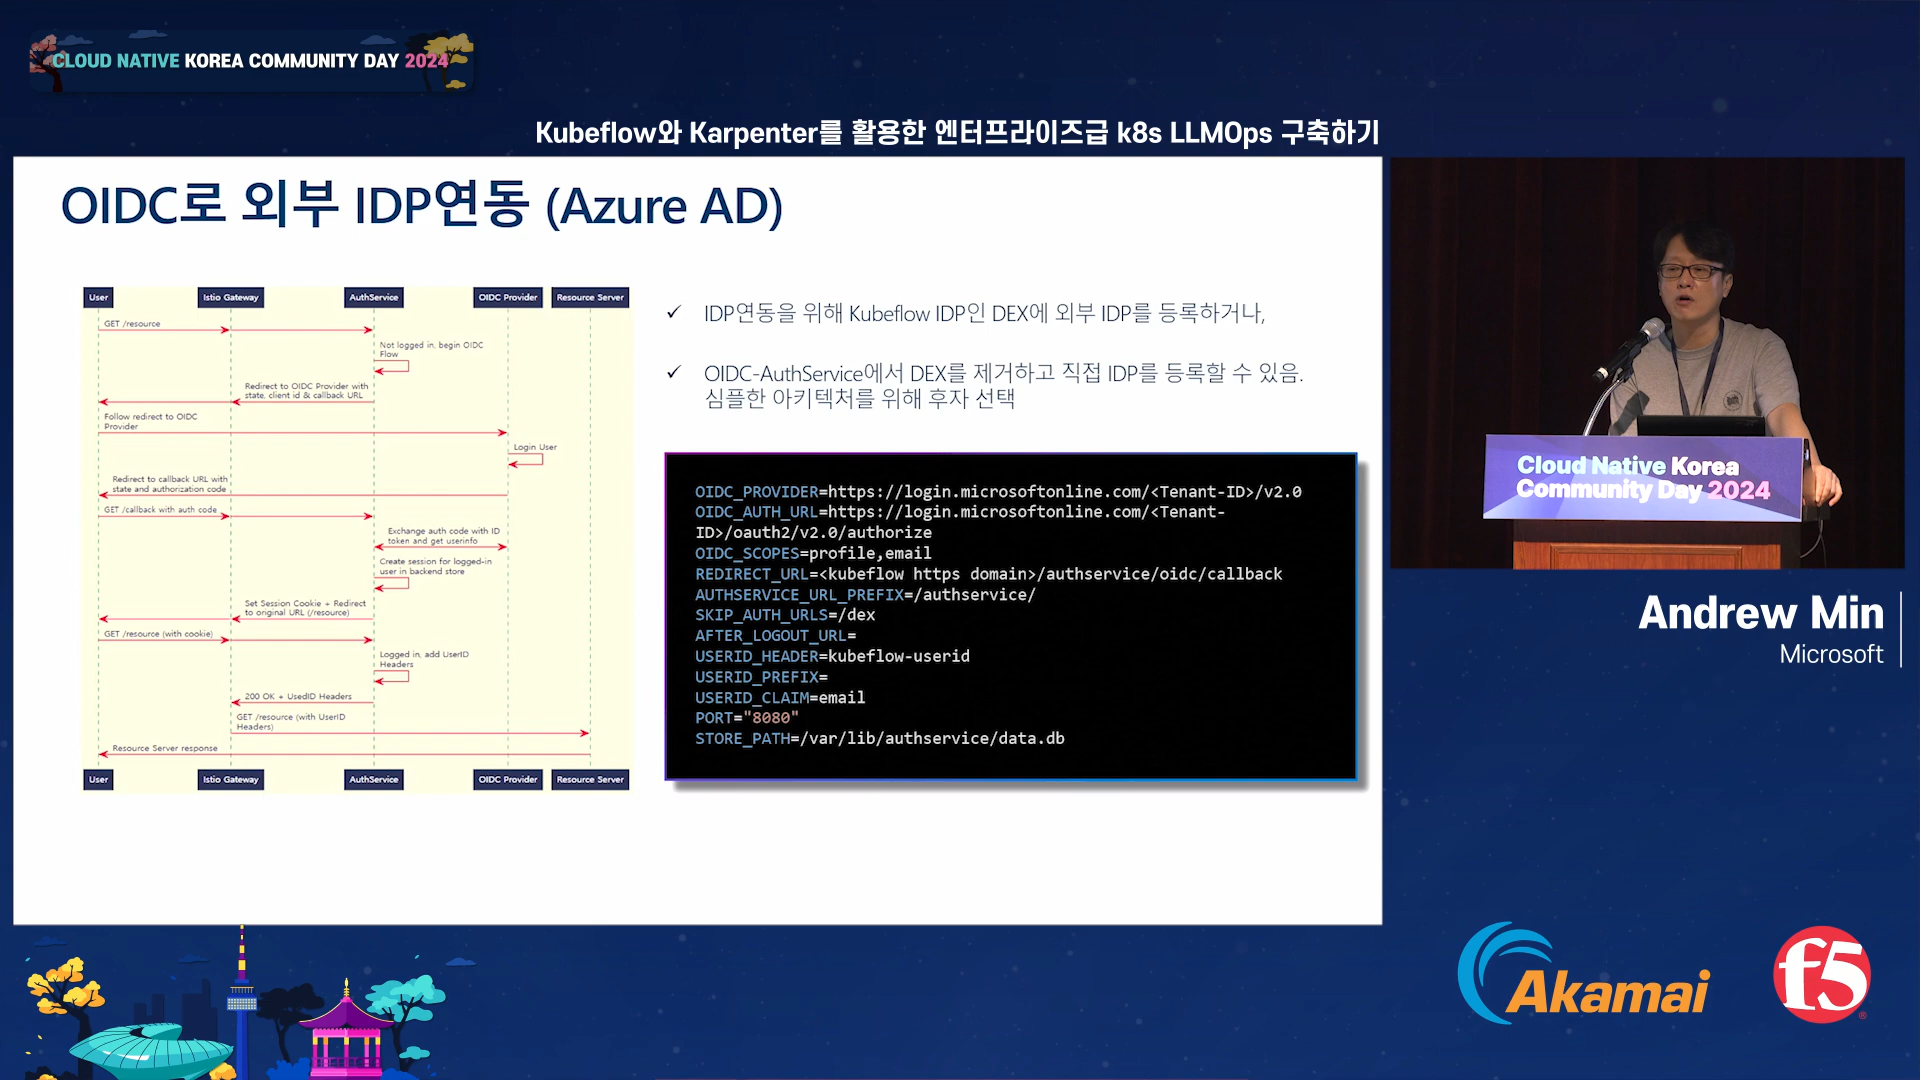 CLOUD NATIVE KOREA COMMUNITY DAY 2024
Kubeflow와 Karpenter를 활용한 엔터프라이즈급 k8s LLMOps 구축하기
OIDC로 외부 IDP연동 (Azure AD)
User
Istio Gateway
AuthService
OIDC Provider
Resource Server
GET /resource
Not logged in, begin OIDC
Flow
Redirect to OIDC Provider with
state, client id & callback URL
Follow redirect to OIDC
Provider
Login User
Redirect to callback URL with
state and authorization code
GET /callback with auth code
Exchange auth code with ID
token and get userinfo
Create session for logged-in
user in backend store
Set Session Cookie + Redirect
to original URL (/resource)
GET /resource (with cookie)
Logged in, add UserID
Headers
200 OK + UsedID Headers
GET /resource (with UserID
Headers)
Resource Server response
User
Istio Gateway
AuthService
OIDC Provider
Resource Server
✓ IDP연동을 위해 Kubeflow IDP인 DEX에 외부 IDP를 등록하거나,
✓ OIDC-AuthService에서 DEX를 제거하고 직접 IDP를 등록할 수 있음.
심플한 아키텍처를 위해 후자 선택
OIDC_PROVIDER=https://login.microsoftonline.com/<Tenant-ID>/v2.0
OIDC_AUTH_URL=https://login.microsoftonline.com/<Tenant-
ID>/oauth2/v2.0/authorize
OIDC_SCOPES=profile,email
REDIRECT_URL=<kubeflow https domain>/authservice/oidc/callback
AUTHSERVICE_URL_PREFIX=/authservice/
SKIP_AUTH_URLS=/dex
AFTER_LOGOUT_URL=
USERID_HEADER=kubeflow-userid
USERID_PREFIX=
USERID_CLAIM=email
PORT="8080"
STORE_PATH=/var/lib/authservice/data.db
Cloud Native Korea
Community Day 2024
Andrew Min
Microsoft
Akamai
f5